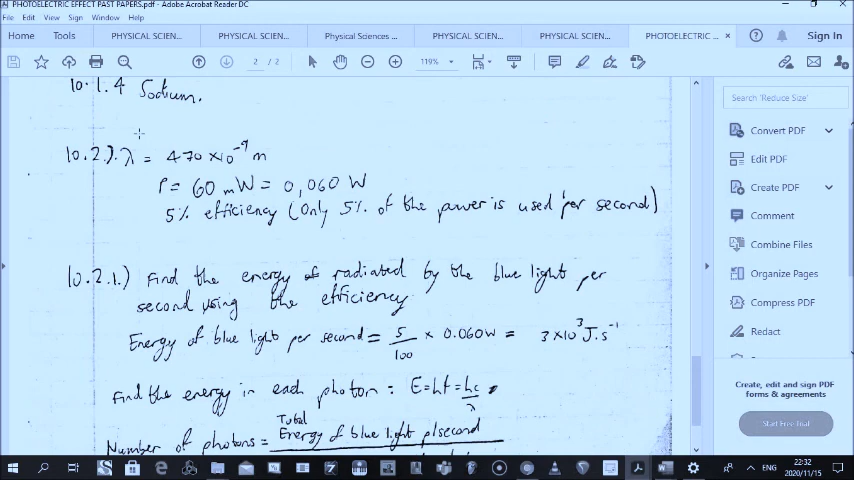 PHOTOELECTRIC EFFECT PAST PAPERS.pdf - Adobe Acrobat Reader DC
File Edit View Sign Window Help
Home Tools PHYSICAL SCIEN... PHYSICAL SCIEN... Physical Sciences ... PHYSICAL SCIEN... PHYSICAL SCIEN... PHOTOELECTRIC ... × Sign In
2 / 2 119%
10.1.4 Sodium.
10.2.) λ = 470 ×10⁻⁹ m
P = 60 mW = 0,060 W
5% efficiency (Only 5% of the power is used per second)
10.2.1.) Find the energy of radiated by the blue light per
second using the efficiency
Energy of blue light per second = 5/100 × 0.060W = 3 ×10³ J.s⁻¹
Find the energy in each photon : E=hf = hc/λ
Total
Number of photons = Energy of blue light p/second
Search 'Reduce Size'
Convert PDF
Edit PDF
Create PDF
Comment
Combine Files
Organize Pages
Compress PDF
Redact
Create, edit and sign PDF
forms & agreements
Start Free Trial
ENG
22:32
2020/11/15